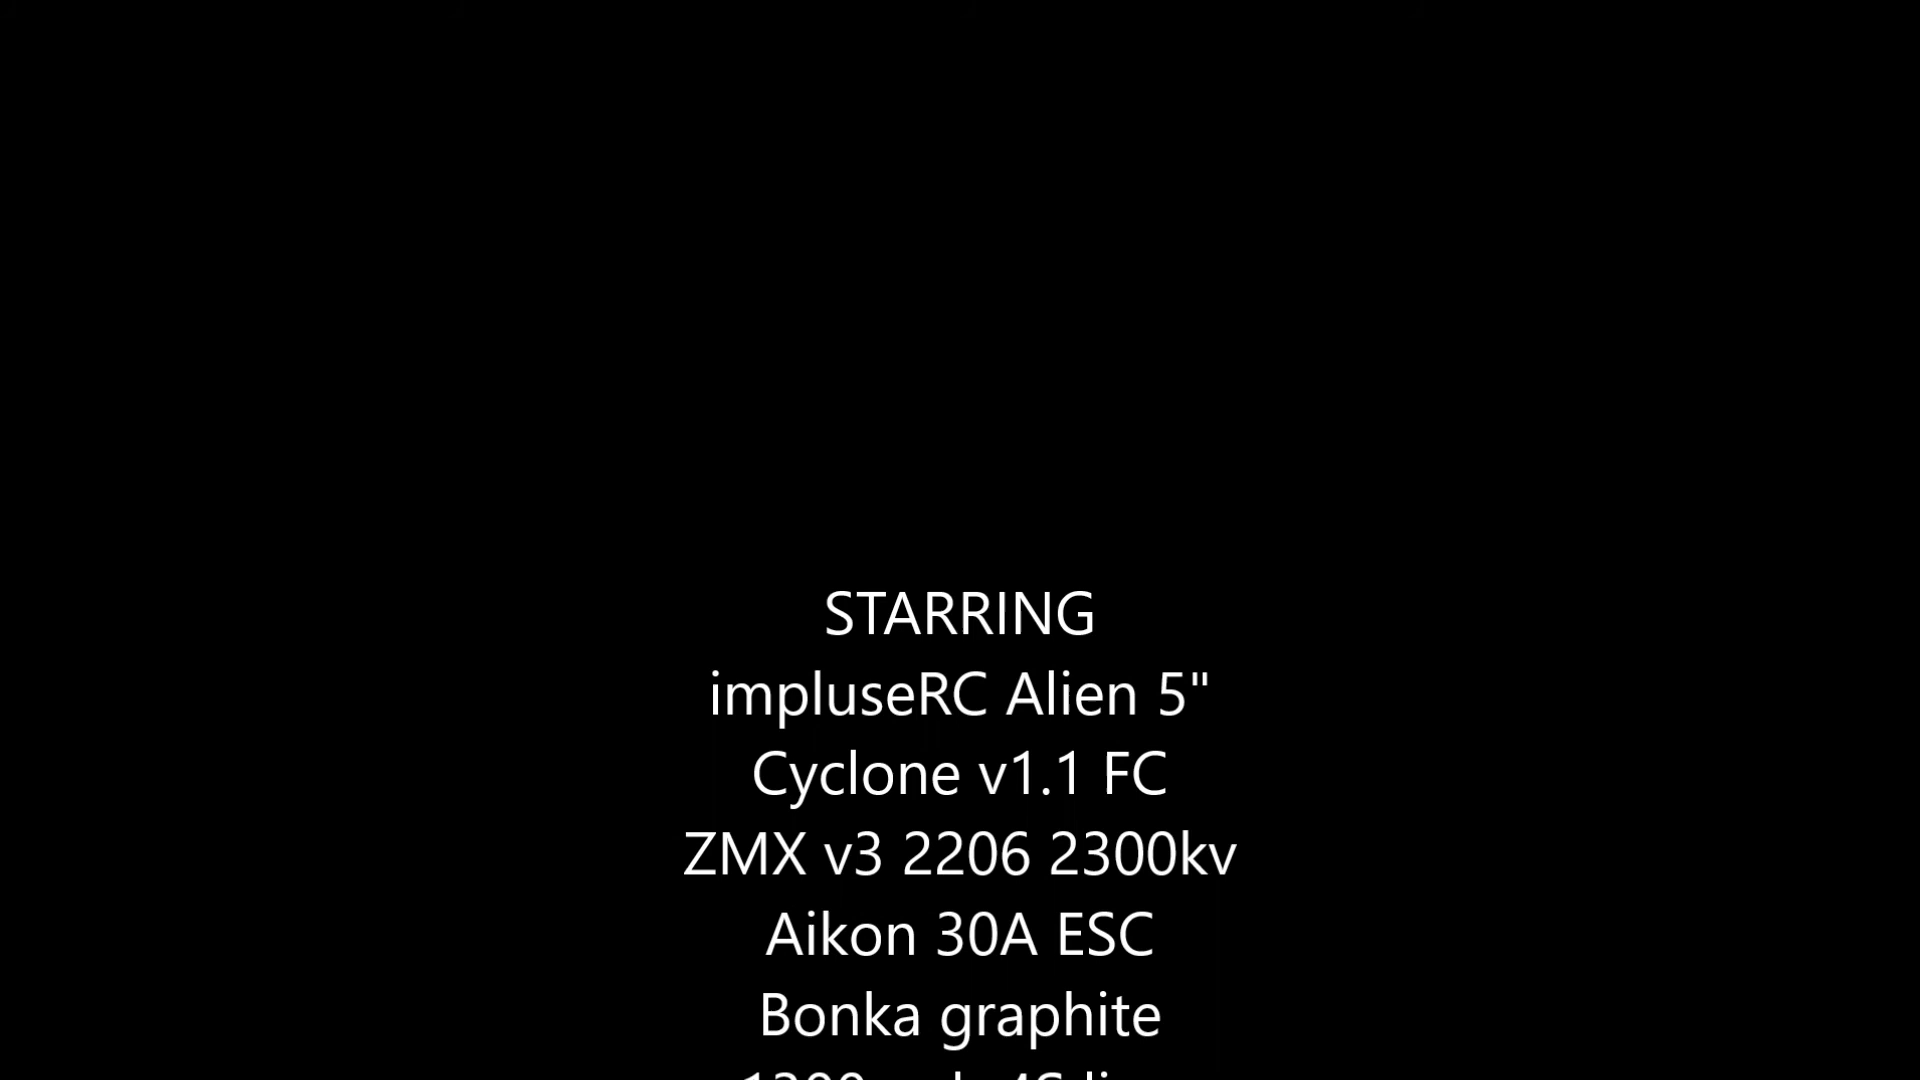 STARRING
impluseRC Alien 5"
Cyclone v1.1 FC
ZMX v3 2206 2300kv
Aikon 30A ESC
Bonka graphite